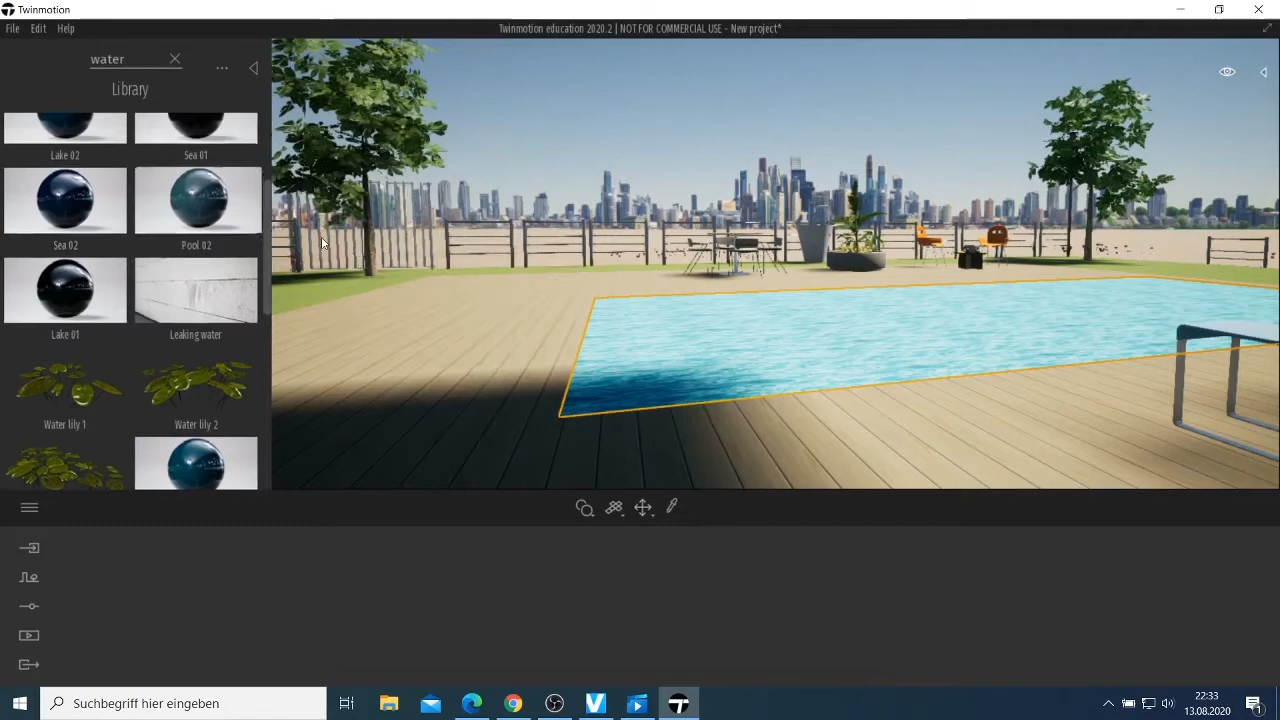 Twinmotion
File Edit Help
Twinmotion education 2020.2 | NOT FOR COMMERCIAL USE - New project*
water
Library
Lake 02
Sea 01
Sea 02
Pool 02
Lake 01
Leaking water
Water lily 1
Water lily 2
Suchbegriff hier eingeben
22:33
13.08.2020
1